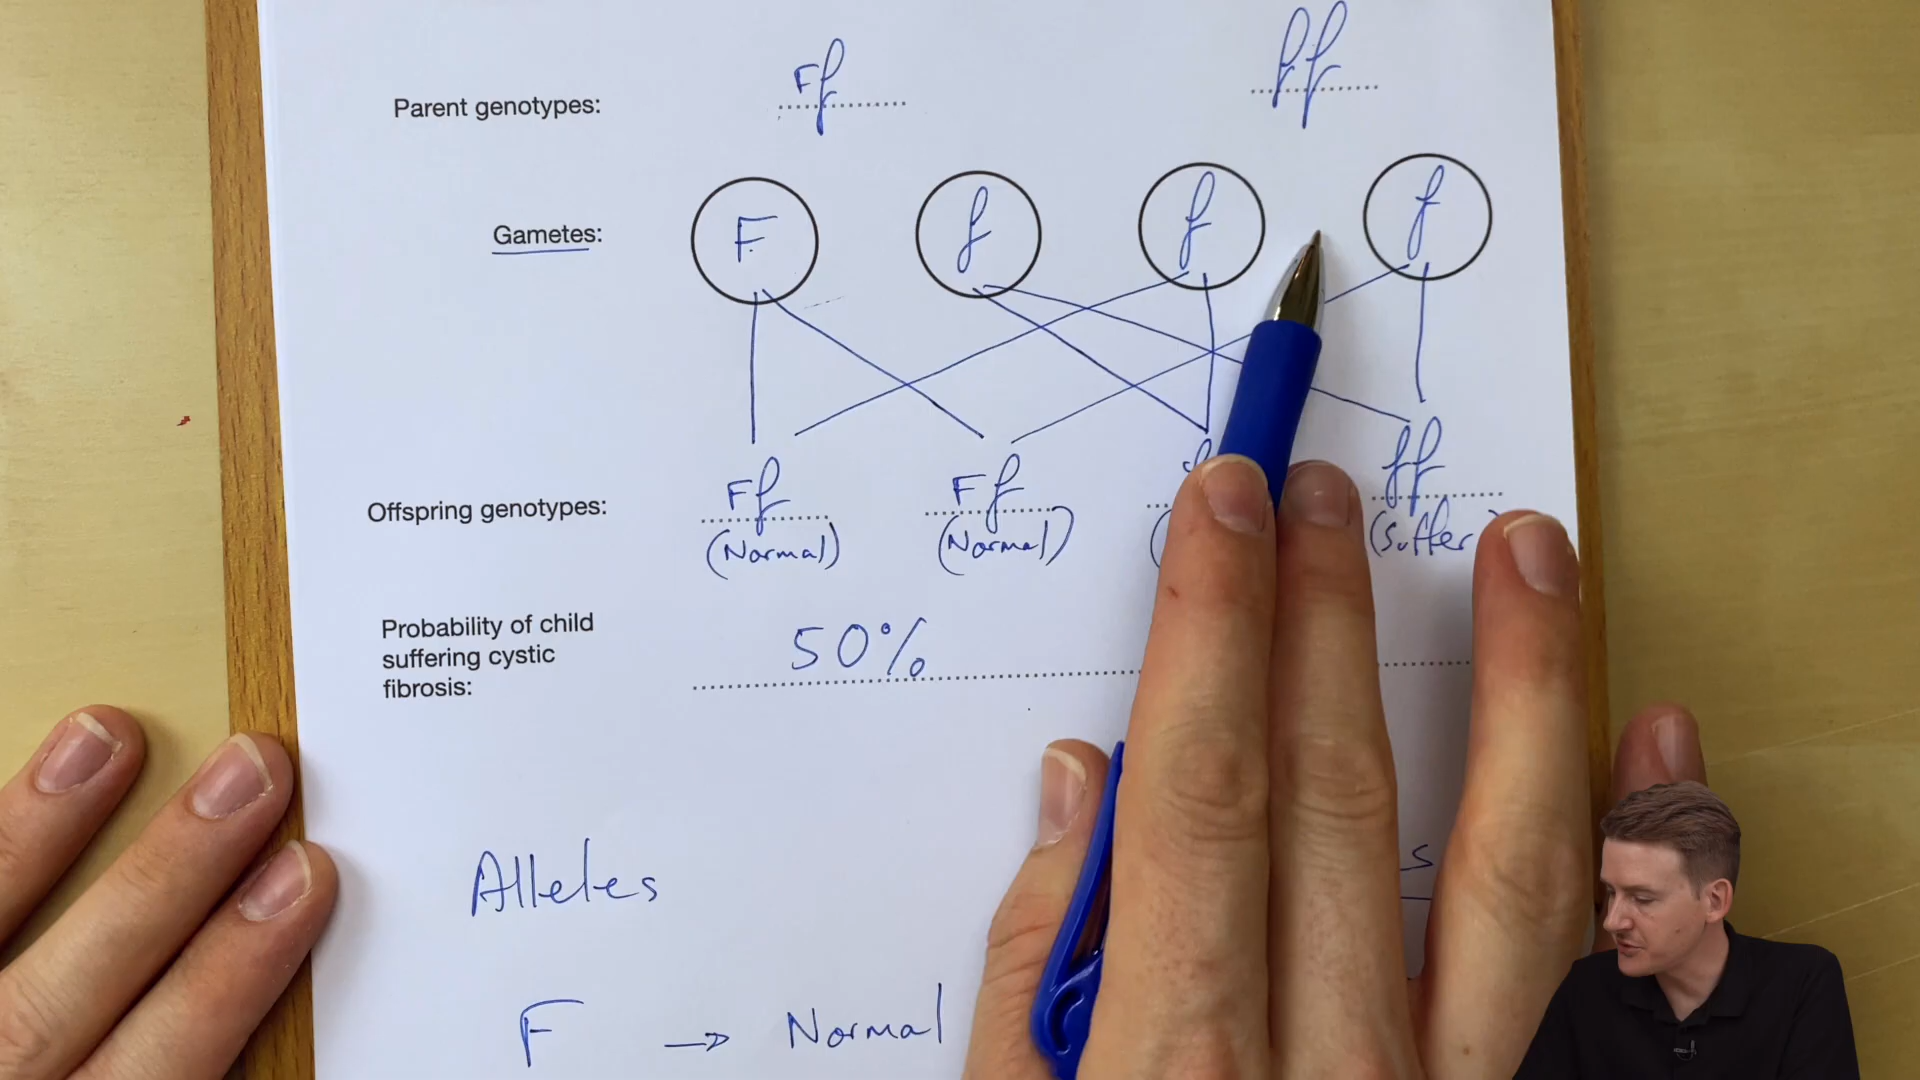 Parent genotypes: Ff ff
Gametes: F f f f
Offspring genotypes: Ff Ff ff
(Normal) (Normal) (Suffer
Probability of child
suffering cystic
fibrosis:
50%
Alleles
F → Normal